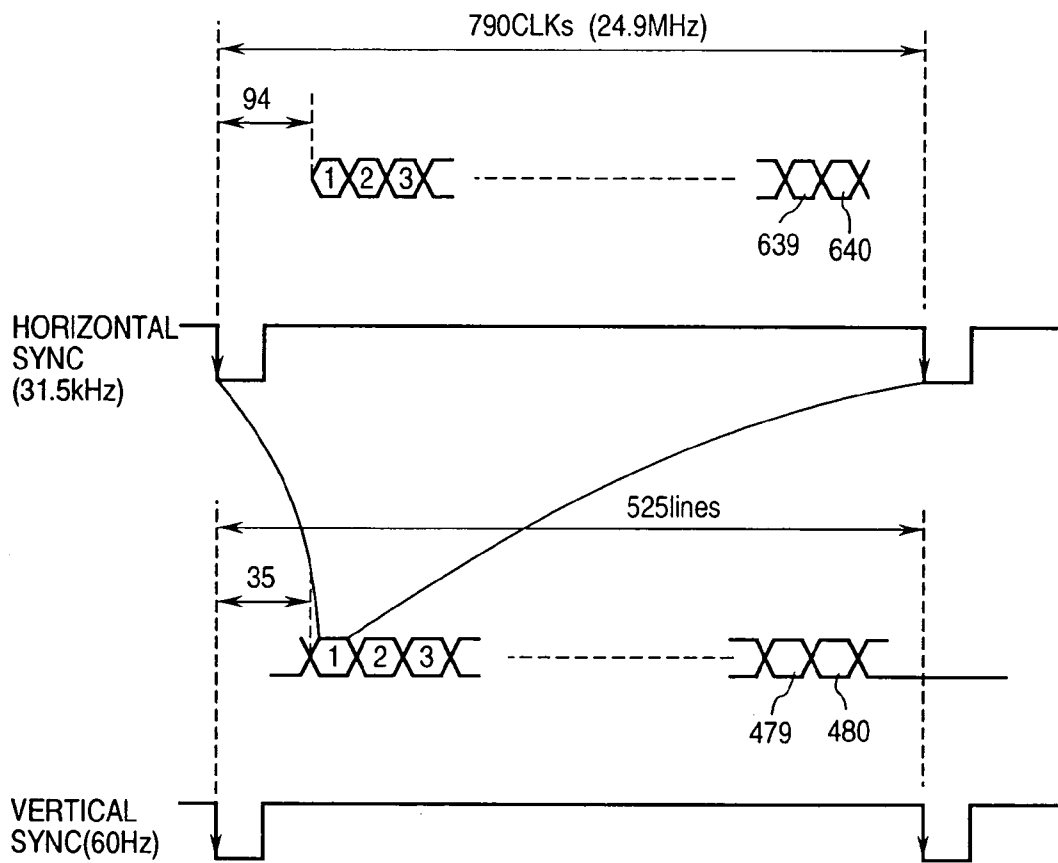 790CLKs (24.9MHz)
94
1 2 3
639 640
HORIZONTAL
SYNC
(31.5kHz)
525lines
35
1 2 3
479 480
VERTICAL
SYNC(60Hz)